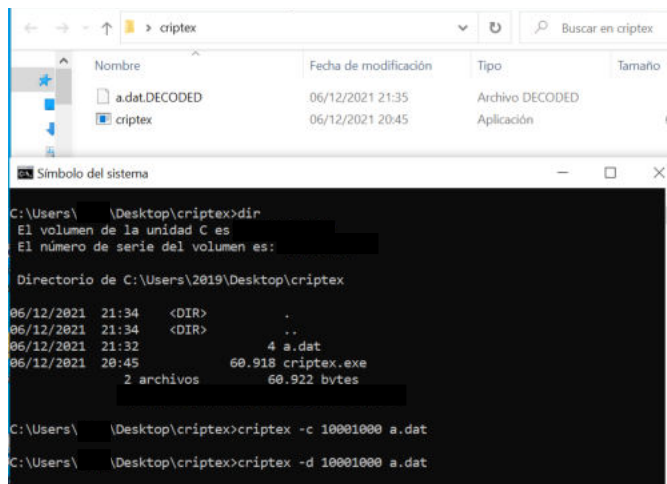 criptex
Buscar en criptex
Nombre Fecha de modificación Tipo Tamaño
a.dat.DECODED 06/12/2021 21:35 Archivo DECODED
criptex 06/12/2021 20:45 Aplicación
Símbolo del sistema
C:\Users\ \Desktop\criptex>dir
El volumen de la unidad C es
El número de serie del volumen es:
Directorio de C:\Users\2019\Desktop\criptex
06/12/2021 21:34 <DIR> .
06/12/2021 21:34 <DIR> ..
06/12/2021 21:32 4 a.dat
06/12/2021 20:45 60.918 criptex.exe
2 archivos 60.922 bytes
C:\Users\ \Desktop\criptex>criptex -c 10001000 a.dat
C:\Users\ \Desktop\criptex>criptex -d 10001000 a.dat